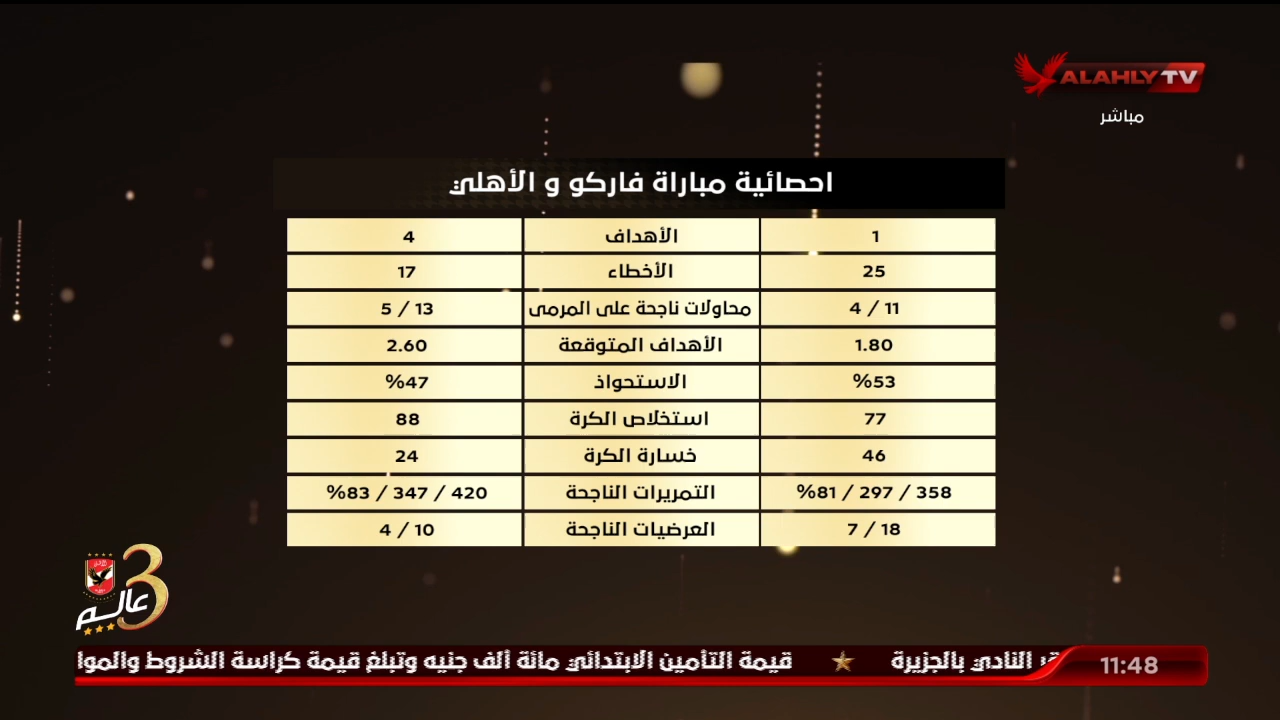 ALAHLY TV
مباشر
احصائية مباراة فاركو و الأهلي
1 الأهداف 4
25 الأخطاء 17
4 / 11 محاولات ناجحة على المرمى 5 / 13
1.80 الأهداف المتوقعة 2.60
%53 الاستحواذ %47
77 استخلاص الكرة 88
46 خسارة الكرة 24
%81 / 297 / 358 التمريرات الناجحة %83 / 347 / 420
7 / 18 العرضيات الناجحة 4 / 10
3 عالم
11:48 النادي بالجزيرة ★ قيمة التأمين الابتدائي مائة ألف جنيه وتبلغ قيمة كراسة الشروط